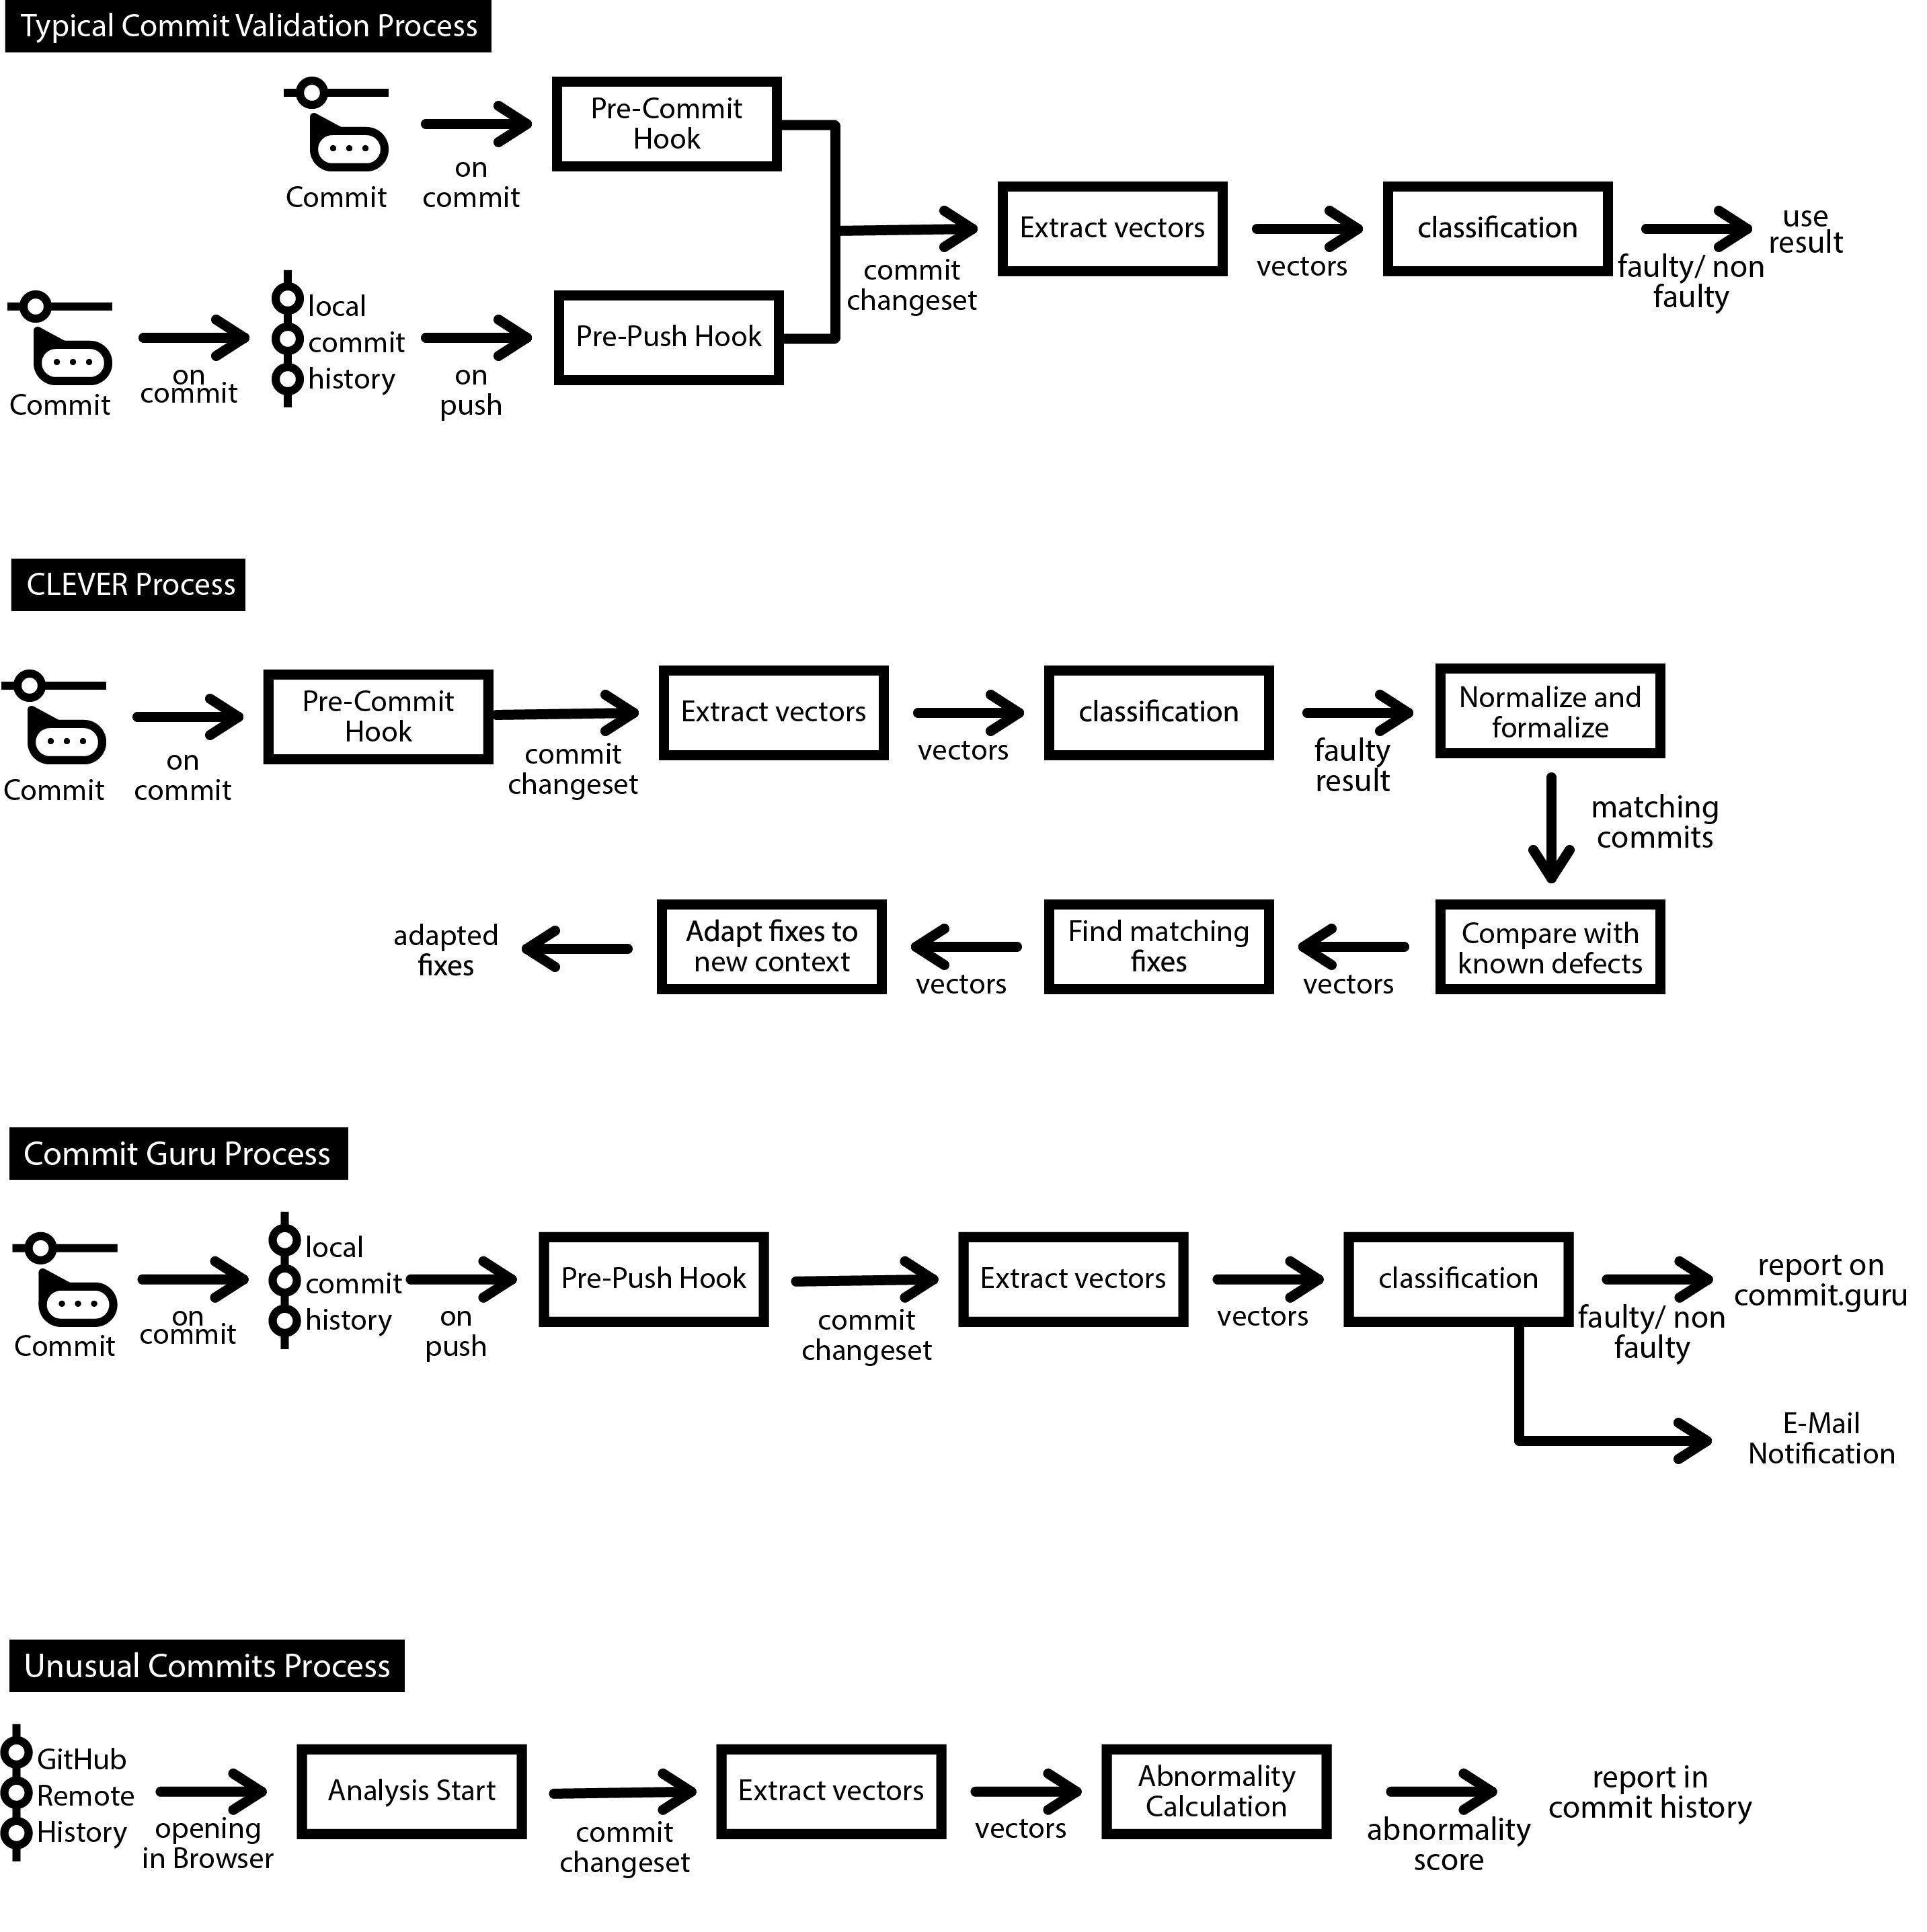 Typical Commit Validation Process
Commit
on
commit
Pre-Commit
Hook
Commit
on
commit
local
commit
history
on
push
Pre-Push Hook
commit
changeset
Extract vectors
vectors
classification
faulty/ non
faulty
use
result
CLEVER Process
Commit
on
commit
Pre-Commit
Hook
commit
changeset
Extract vectors
vectors
classification
faulty
result
Normalize and
formalize
matching
commits
Compare with
known defects
vectors
Find matching
fixes
vectors
Adapt fixes to
new context
adapted
fixes
Commit Guru Process
Commit
on
commit
local
commit
history
on
push
Pre-Push Hook
commit
changeset
Extract vectors
vectors
classification
faulty/ non
faulty
report on
commit.guru
E-Mail
Notification
Unusual Commits Process
GitHub
Remote
History
opening
in Browser
Analysis Start
commit
changeset
Extract vectors
vectors
Abnormality
Calculation
abnormality
score
report in
commit history